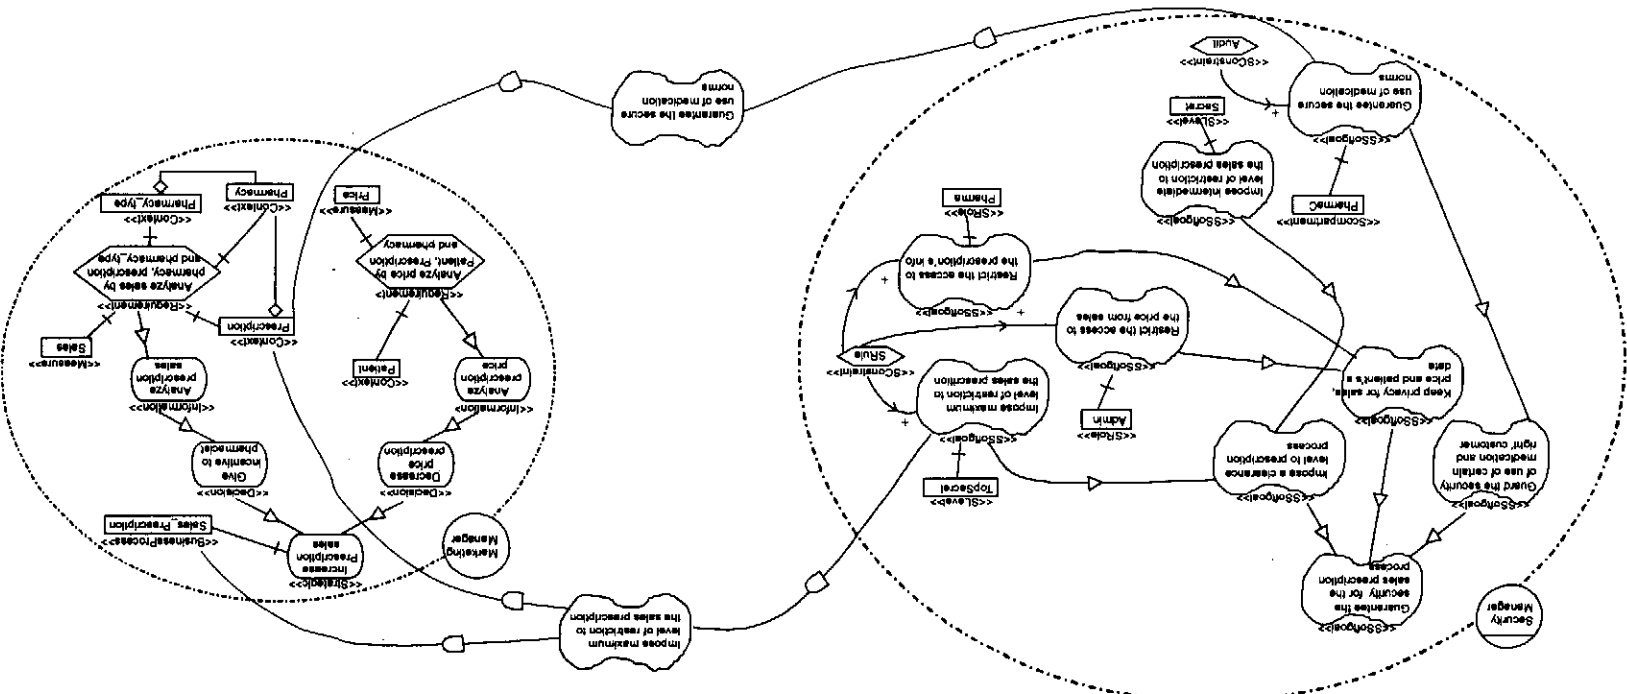 Security
Manager
<<SSoftgoal>>
Guarantee the
security for the
sales prescription
process
<<SSoftgoal>>
Guard the security
of use of certain of
medication and
right customer
<<SSoftgoal>>
Keep privacy for sales,
price and patient's a
date
<<SSoftgoal>>
Impose a clearance
level to prescription
process
<<SLevel>>
TopSecret
<<SSoftgoal>>
Impose maximum
level of restriction to
the sales prescription
<<SRole>>
Admin
<<SSoftgoal>>
Restrict the access to
the price from sales
<<SConstraint>>
SRule
+
+
+
<<SSoftgoal>>
Restrict the access to
the prescription's info
<<SRole>>
Pharma
<<SSoftgoal>>
Impose intermediate
level of restriction to
the sales prescription
<<SLevel>>
Secret
<<Scompartment>>
PharmaC
<<SSoftgoal>>
Guarantee the secure
use of medication
norms
+
<<SConstraint>>
Audit
Impose maximum
level of restriction to
the sales prescription
Guarantee the secure
use of medication
norms
Marketing
Manager
<<Strategic>>
Increase
Prescription
sales
<<BusinessProcess>>
Sales_Prescription
<<Decision>>
Decrease
prescription
price
<<Decision>>
Give
incentive to
pharmacist
<<Information>
Analyze
prescription
price
<<Information>>
Analyze
prescription
sales
<<Context>>
Patient
<<Context>>
Prescription
<<Measure>>
Sales
<<Requirement>
Analyze price by
Patient, Prescription
and pharmacy
<<Requirement>>
Analyze sales by
pharmacy, prescription
and pharmacy_type
<<Measure>>
Price
<<Context>>
Pharmacy
<<Context>>
Pharmacy_type